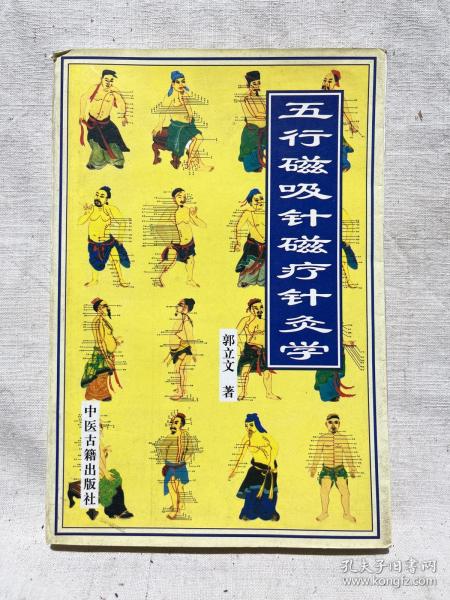 五行磁吸针磁疗针灸学
郭立文 著
中医古籍出版社
孔夫子旧书网
www.kongfz.com